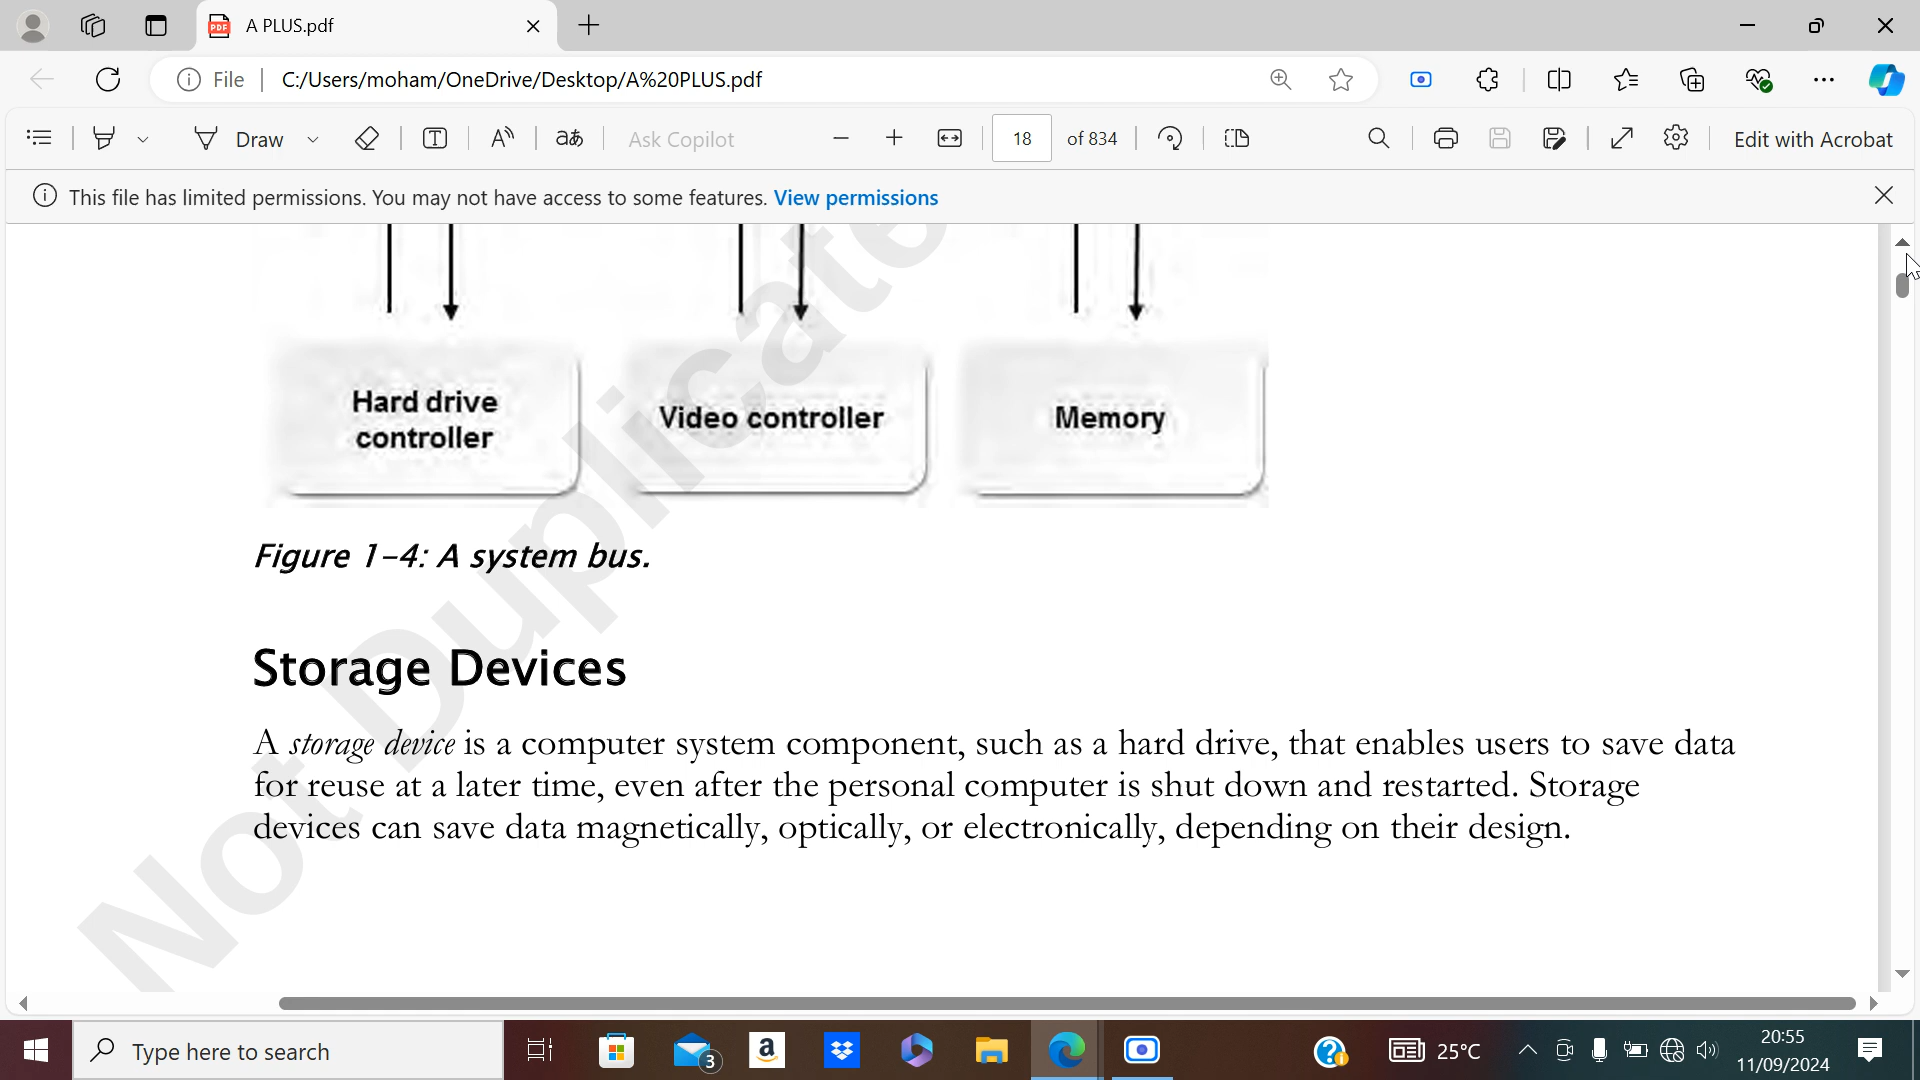 A PLUS.pdf
File
C:/Users/moham/OneDrive/Desktop/A%20PLUS.pdf
Draw
aあ
Ask Copilot
18 of 834
Edit with Acrobat
This file has limited permissions. You may not have access to some features. View permissions
Hard drive
controller
Video controller
Memory
Figure 1-4: A system bus.
Storage Devices
A storage device is a computer system component, such as a hard drive, that enables users to save data
for reuse at a later time, even after the personal computer is shut down and restarted. Storage
devices can save data magnetically, optically, or electronically, depending on their design.
Not Duplicate
Type here to search
3
25°C
20:55
11/09/2024